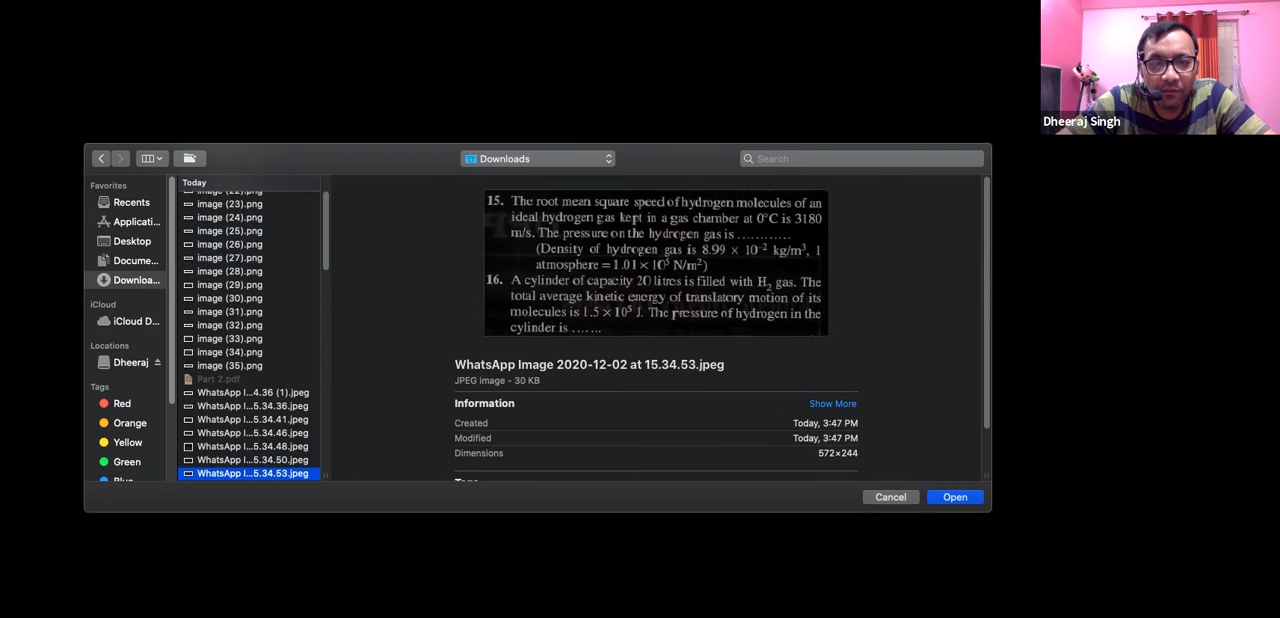 Dheeraj Singh
Downloads
Search
Favorites
Recents
Applicati...
Desktop
Docume...
Downloa...
iCloud
iCloud D...
Locations
Dheeraj
Tags
Red
Orange
Yellow
Green
Today
image (23).png
image (24).png
image (25).png
image (26).png
image (27).png
image (28).png
image (29).png
image (30).png
image (31).png
image (32).png
image (33).png
image (34).png
image (35).png
Part 2.pdf
WhatsApp I...4.36 (1).jpeg
WhatsApp I...5.34.36.jpeg
WhatsApp I...5.34.41.jpeg
WhatsApp I...5.34.46.jpeg
WhatsApp I...5.34.48.jpeg
WhatsApp I...5.34.50.jpeg
WhatsApp I...5.34.53.jpeg
15. The root mean square speed of hydrogen molecules of an
ideal hydrogen gas kept in a gas chamber at 0°C is 3180
m/s. The pressure on the hydrogen gas is ............
(Density of hydrogen gas is 8.99 × 10⁻² kg/m³, 1
atmosphere = 1.01 × 10⁵ N/m²)
16. A cylinder of capacity 20 litres is filled with H₂ gas. The
total average kinetic energy of translatory motion of its
molecules is 1.5 × 10⁵ J. The pressure of hydrogen in the
cylinder is .......
WhatsApp Image 2020-12-02 at 15.34.53.jpeg
JPEG image - 30 KB
Information Show More
Created Today, 3:47 PM
Modified Today, 3:47 PM
Dimensions 572×244
Cancel Open